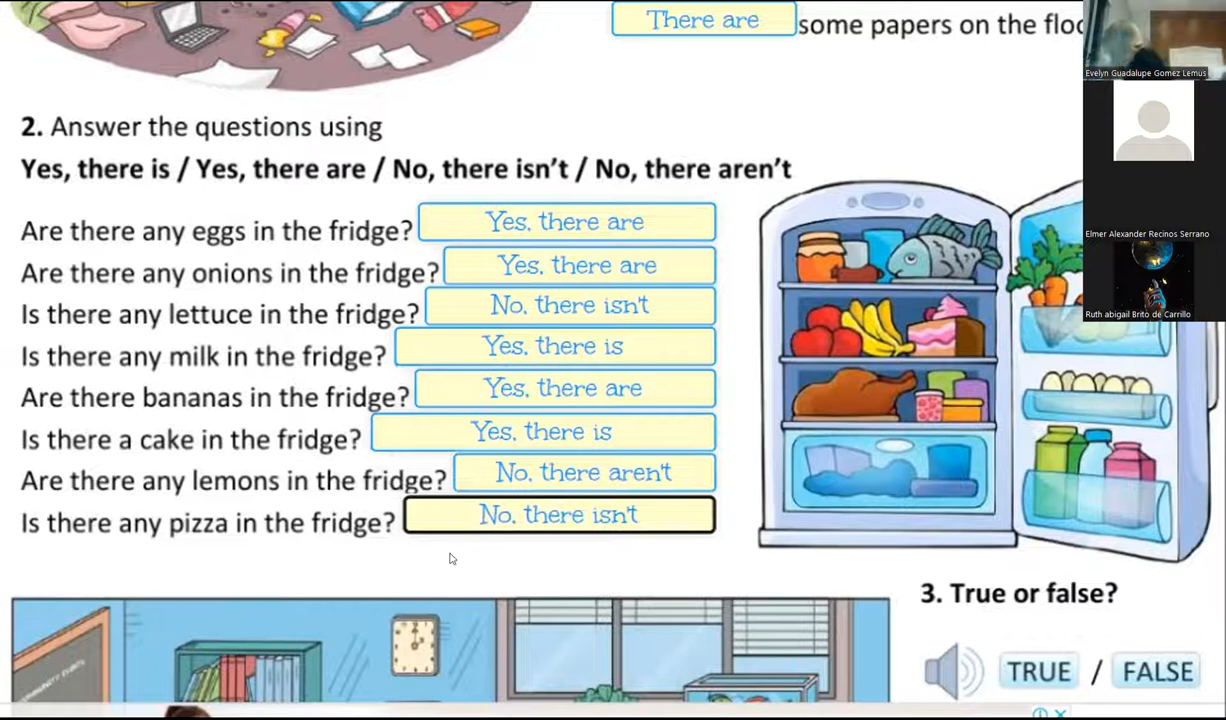 There are some papers on the floo
Evelyn Guadalupe Gomez Lemus
2. Answer the questions using
Yes, there is / Yes, there are / No, there isn't / No, there aren't
Are there any eggs in the fridge? Yes, there are
Elmer Alexander Recinos Serrano
Are there any onions in the fridge? Yes, there are
Is there any lettuce in the fridge? No, there isn't
Ruth abigail Brito de Carrillo
Is there any milk in the fridge? Yes, there is
Are there bananas in the fridge? Yes, there are
Is there a cake in the fridge? Yes, there is
Are there any lemons in the fridge? No, there aren't
Is there any pizza in the fridge? No, there isn't
3. True or false?
TRUE / FALSE